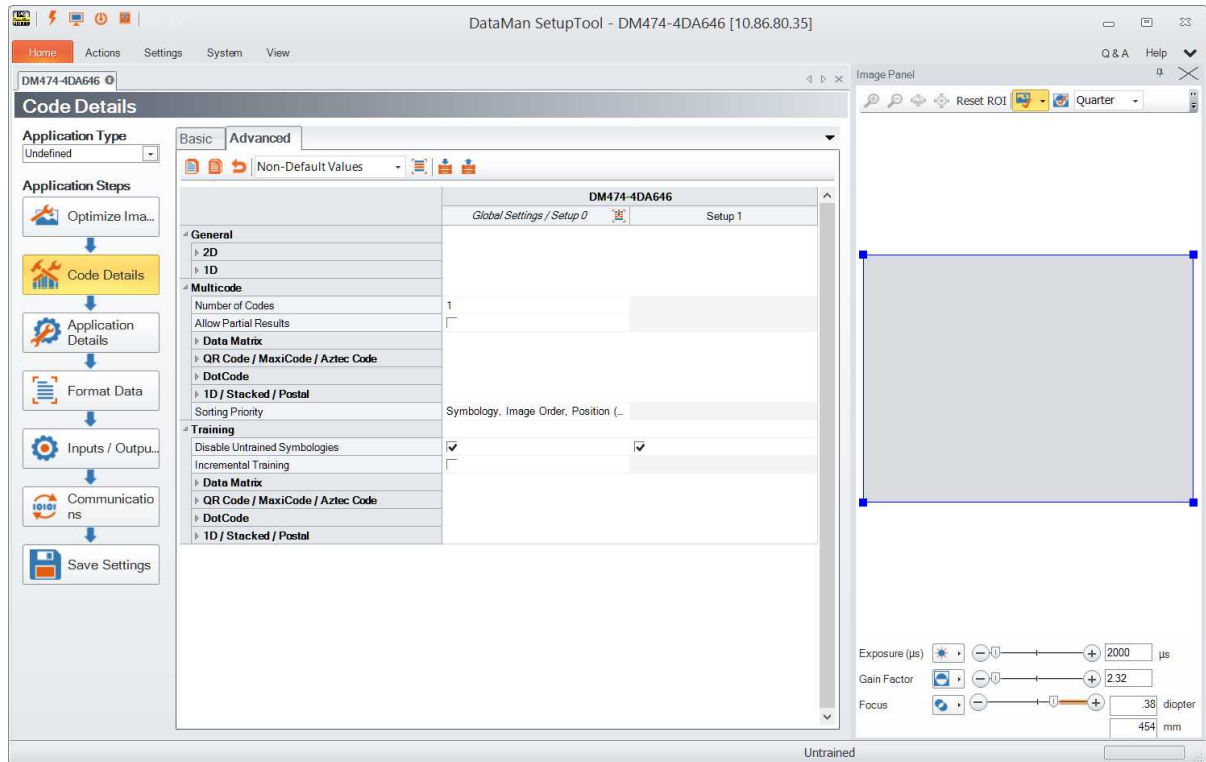 DataMan SetupTool - DM474-4DA646 [10.86.80.35]
Home Actions Settings System View Q & A Help
DM474-4DA646
Code Details
Application Type
Undefined
Application Steps
Optimize Ima...
Code Details
Application
Details
Format Data
Inputs / Outpu...
Communicatio
ns
Save Settings
Basic Advanced
Non-Default Values
DM474-4DA646
Global Settings / Setup 0 Setup 1
General
2D
1D
Multicode
Number of Codes 1
Allow Partial Results
Data Matrix
QR Code / MaxiCode / Aztec Code
DotCode
1D / Stacked / Postal
Sorting Priority Symbology, Image Order, Position (...
Training
Disable Untrained Symbologies
Incremental Training
Data Matrix
QR Code / MaxiCode / Aztec Code
DotCode
1D / Stacked / Postal
Image Panel
Reset ROI Quarter
Exposure (µs) 2000 µs
Gain Factor 2.32
Focus .38 diopter
454 mm
Untrained